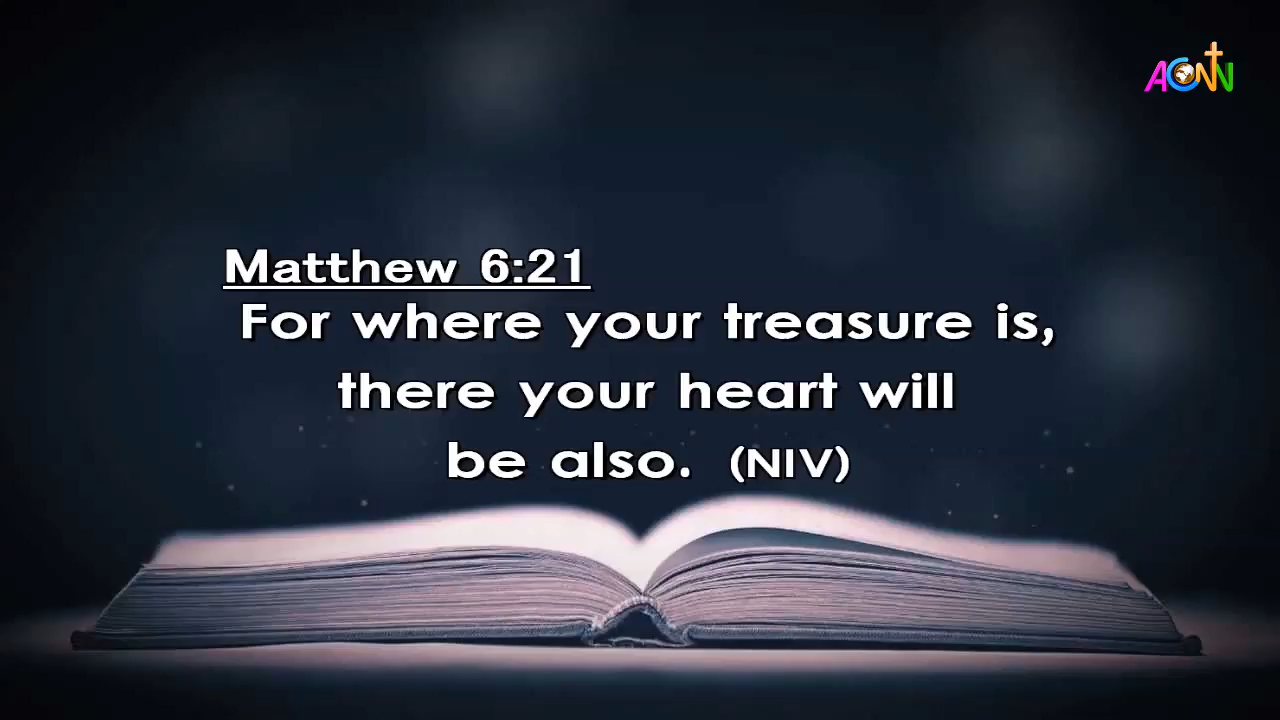 ACNN
Matthew 6:21
For where your treasure is,
there your heart will
be also. (NIV)